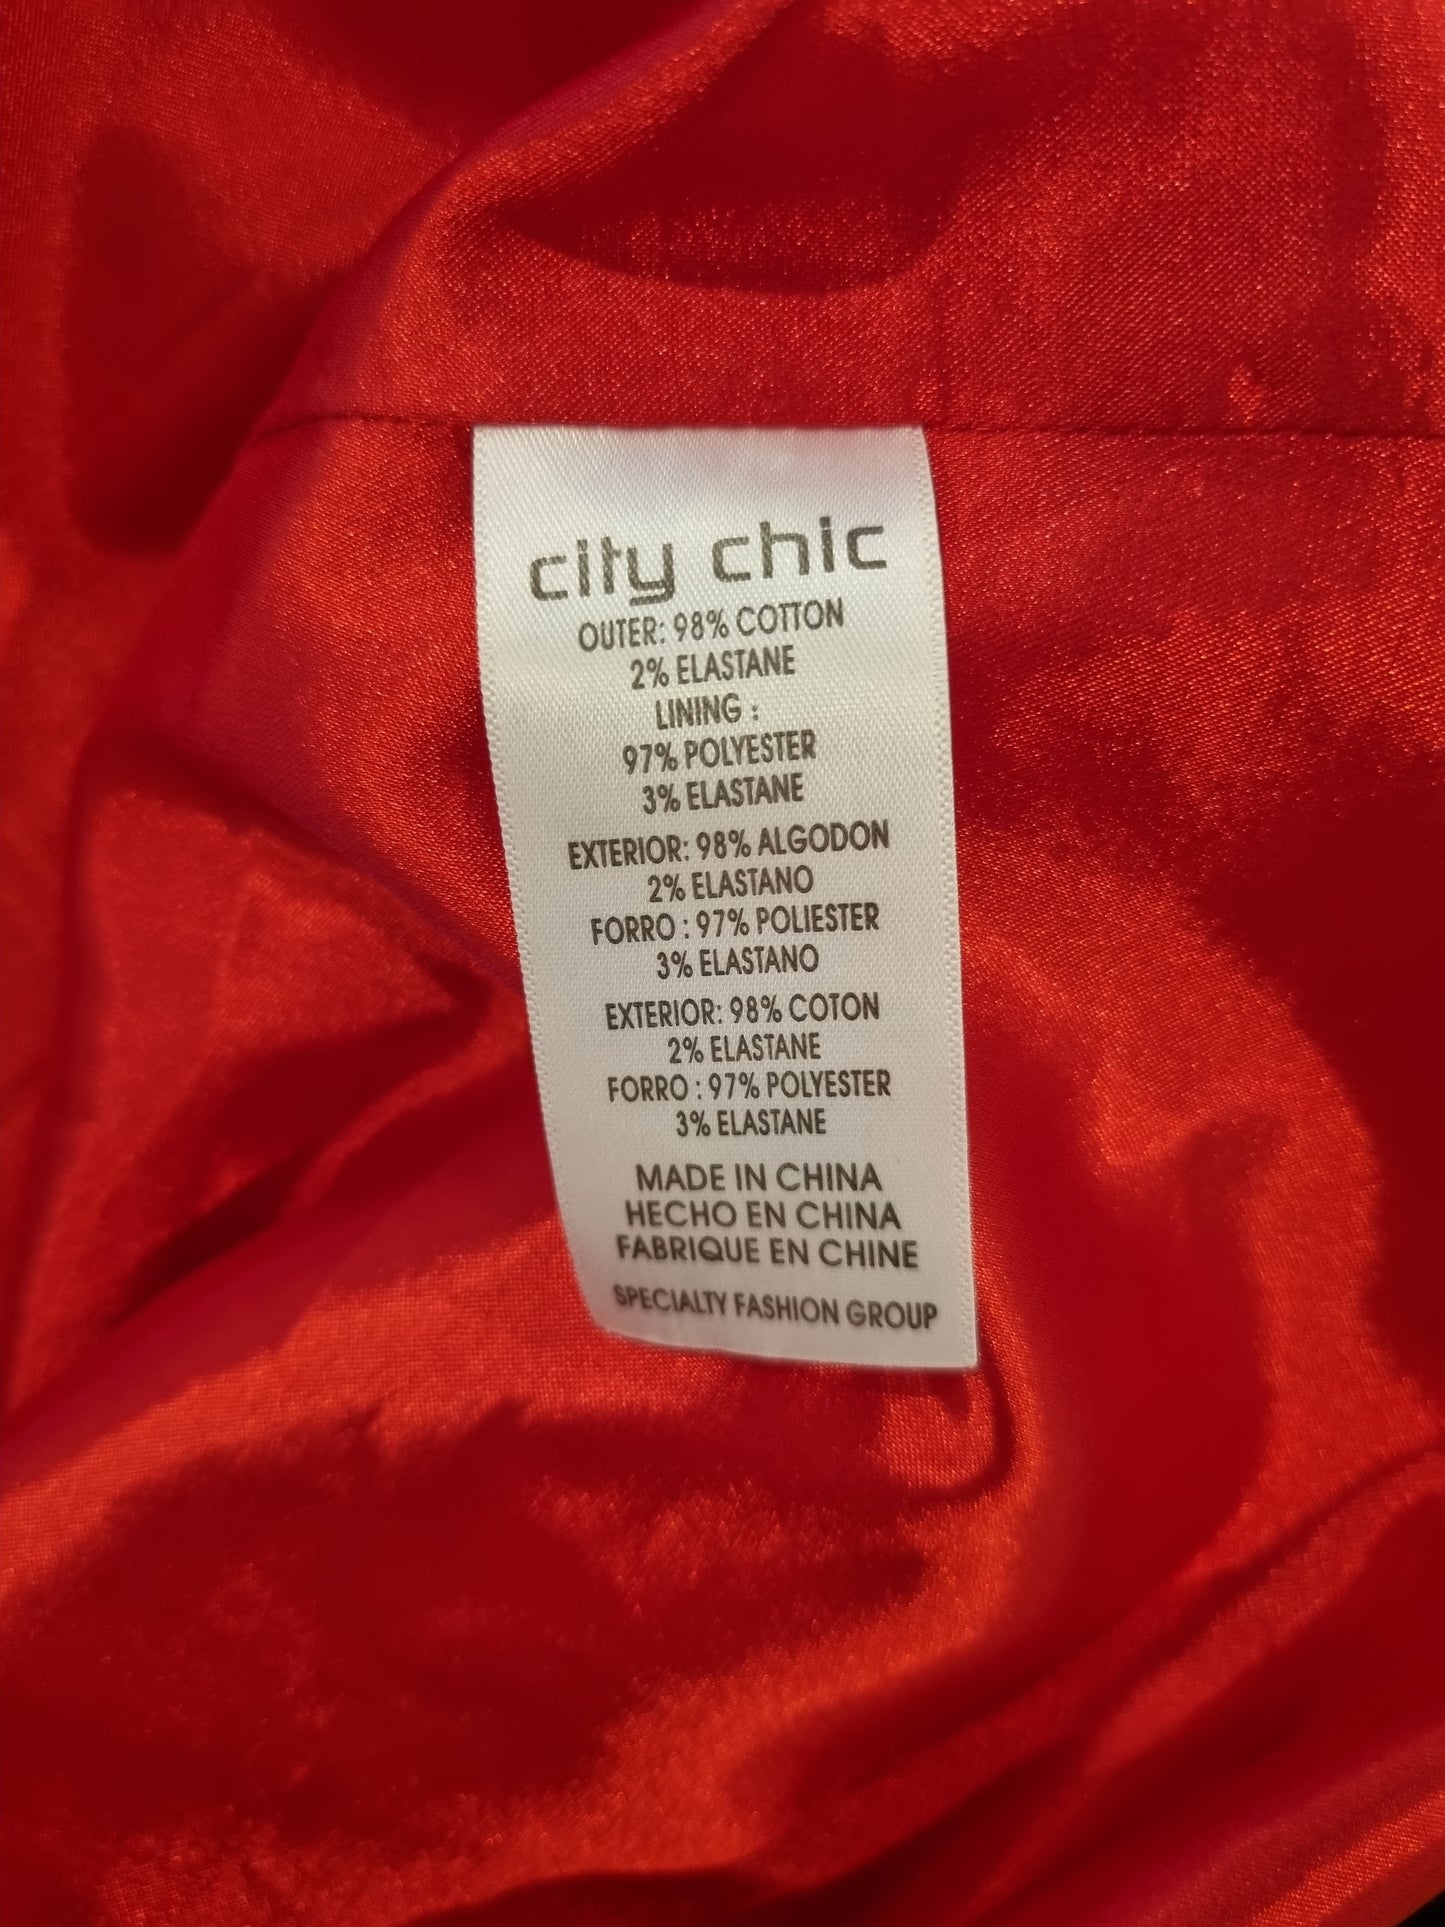 city chic
OUTER: 98% COTTON
2% ELASTANE
LINING :
97% POLYESTER
3% ELASTANE
EXTERIOR: 98% ALGODON
2% ELASTANO
FORRO : 97% POLIESTER
3% ELASTANO
EXTERIOR: 98% COTON
2% ELASTANE
FORRO : 97% POLYESTER
3% ELASTANE
MADE IN CHINA
HECHO EN CHINA
FABRIQUE EN CHINE
SPECIALTY FASHION GROUP